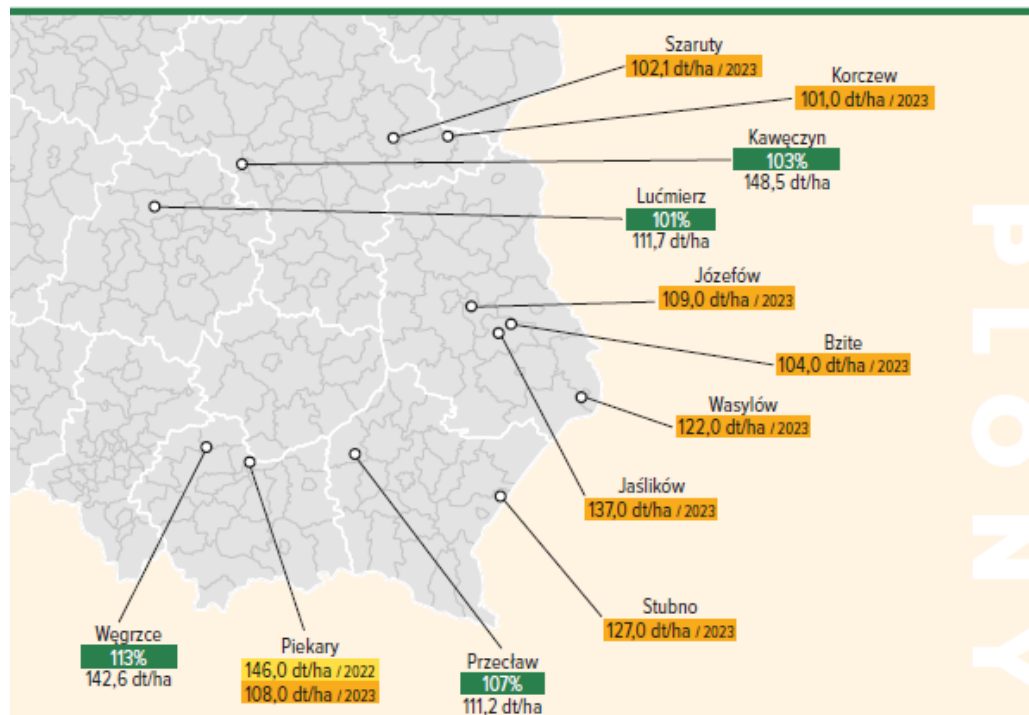 Szaruty
102,1 dt/ha / 2023
Korczew
101,0 dt/ha / 2023
Kawęczyn
103%
148,5 dt/ha
Lućmierz
101%
111,7 dt/ha
Józefów
109,0 dt/ha / 2023
Bzite
104,0 dt/ha / 2023
Wasylów
122,0 dt/ha / 2023
Jaślików
137,0 dt/ha / 2023
Stubno
127,0 dt/ha / 2023
Węgrzce
113%
142,6 dt/ha
Piekary
146,0 dt/ha / 2022
108,0 dt/ha / 2023
Przecław
107%
111,2 dt/ha
PLONY